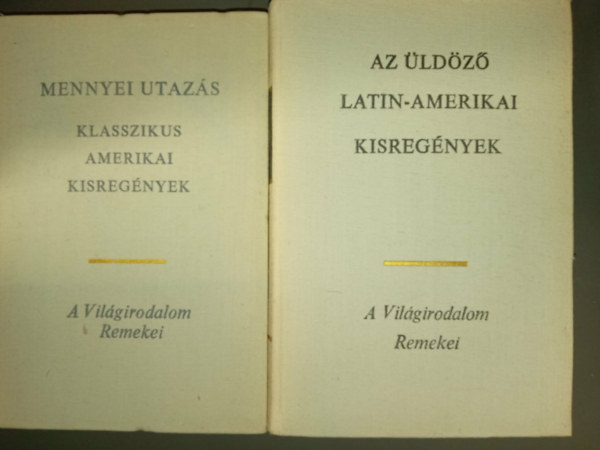 MENNYEI UTAZÁS
KLASSZIKUS
AMERIKAI
KISREGÉNYEK
A Világirodalom
Remekei
AZ ÜLDÖZŐ
LATIN-AMERIKAI
KISREGÉNYEK
A Világirodalom
Remekei